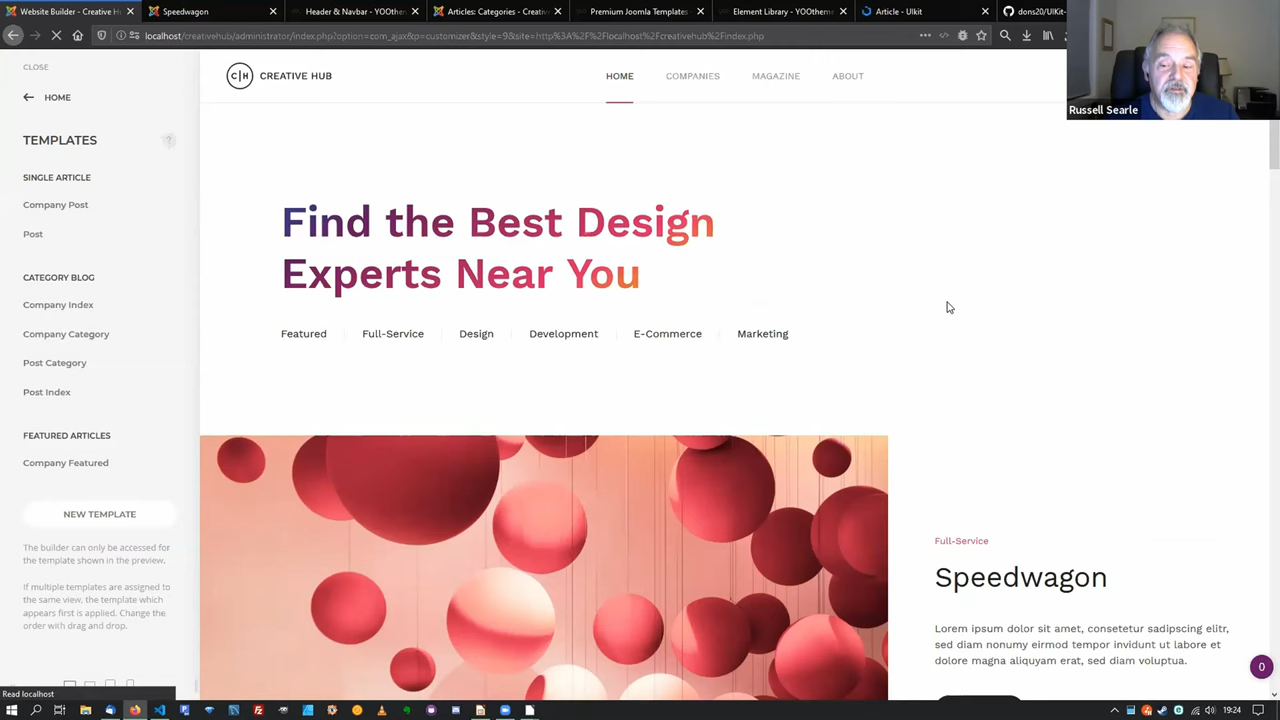 Website Builder - Creative H
Speedwagon
Header & Navbar - YOOthe
Articles: Categories - Creativ
Premium Joomla Templates
Element Library - YOOthem
Article - UIkit
dons20/UIKit-
localhost/creativehub/administrator/index.php?option=com_ajax&p=customizer&style=9&site=http%3A%2F%2Flocalhost%2Fcreativehub%2Findex.php
Russell Searle
CLOSE
HOME
TEMPLATES
?
SINGLE ARTICLE
Company Post
Post
CATEGORY BLOG
Company Index
Company Category
Post Category
Post Index
FEATURED ARTICLES
Company Featured
NEW TEMPLATE
The builder can only be accessed for
the template shown in the preview.
If multiple templates are assigned to
the same view, the template which
appears first is applied. Change the
order with drag and drop.
Read localhost
C|H CREATIVE HUB
HOME
COMPANIES
MAGAZINE
ABOUT
Find the Best Design
Experts Near You
Featured
Full-Service
Design
Development
E-Commerce
Marketing
Full-Service
Speedwagon
Lorem ipsum dolor sit amet, consetetur sadipscing elitr,
sed diam nonumy eirmod tempor invidunt ut labore et
dolore magna aliquyam erat, sed diam voluptua.
0
19:24